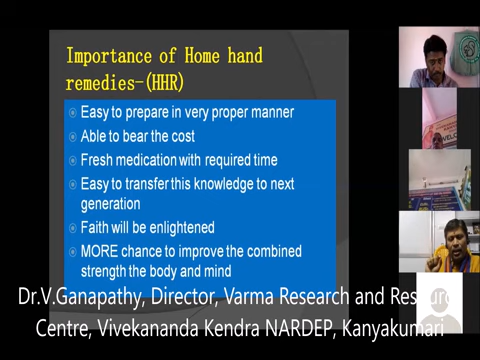 Importance of Home hand
remedies-(HHR)
Easy to prepare in very proper manner
Able to bear the cost
Fresh medication with required time
Easy to transfer this knowledge to next
generation
Faith will be enlightened
MORE chance to improve the combined
strength the body and mind
Dr.V.Ganapathy, Director, Varma Research and Resource
Centre, Vivekananda Kendra NARDEP, Kanyakumari